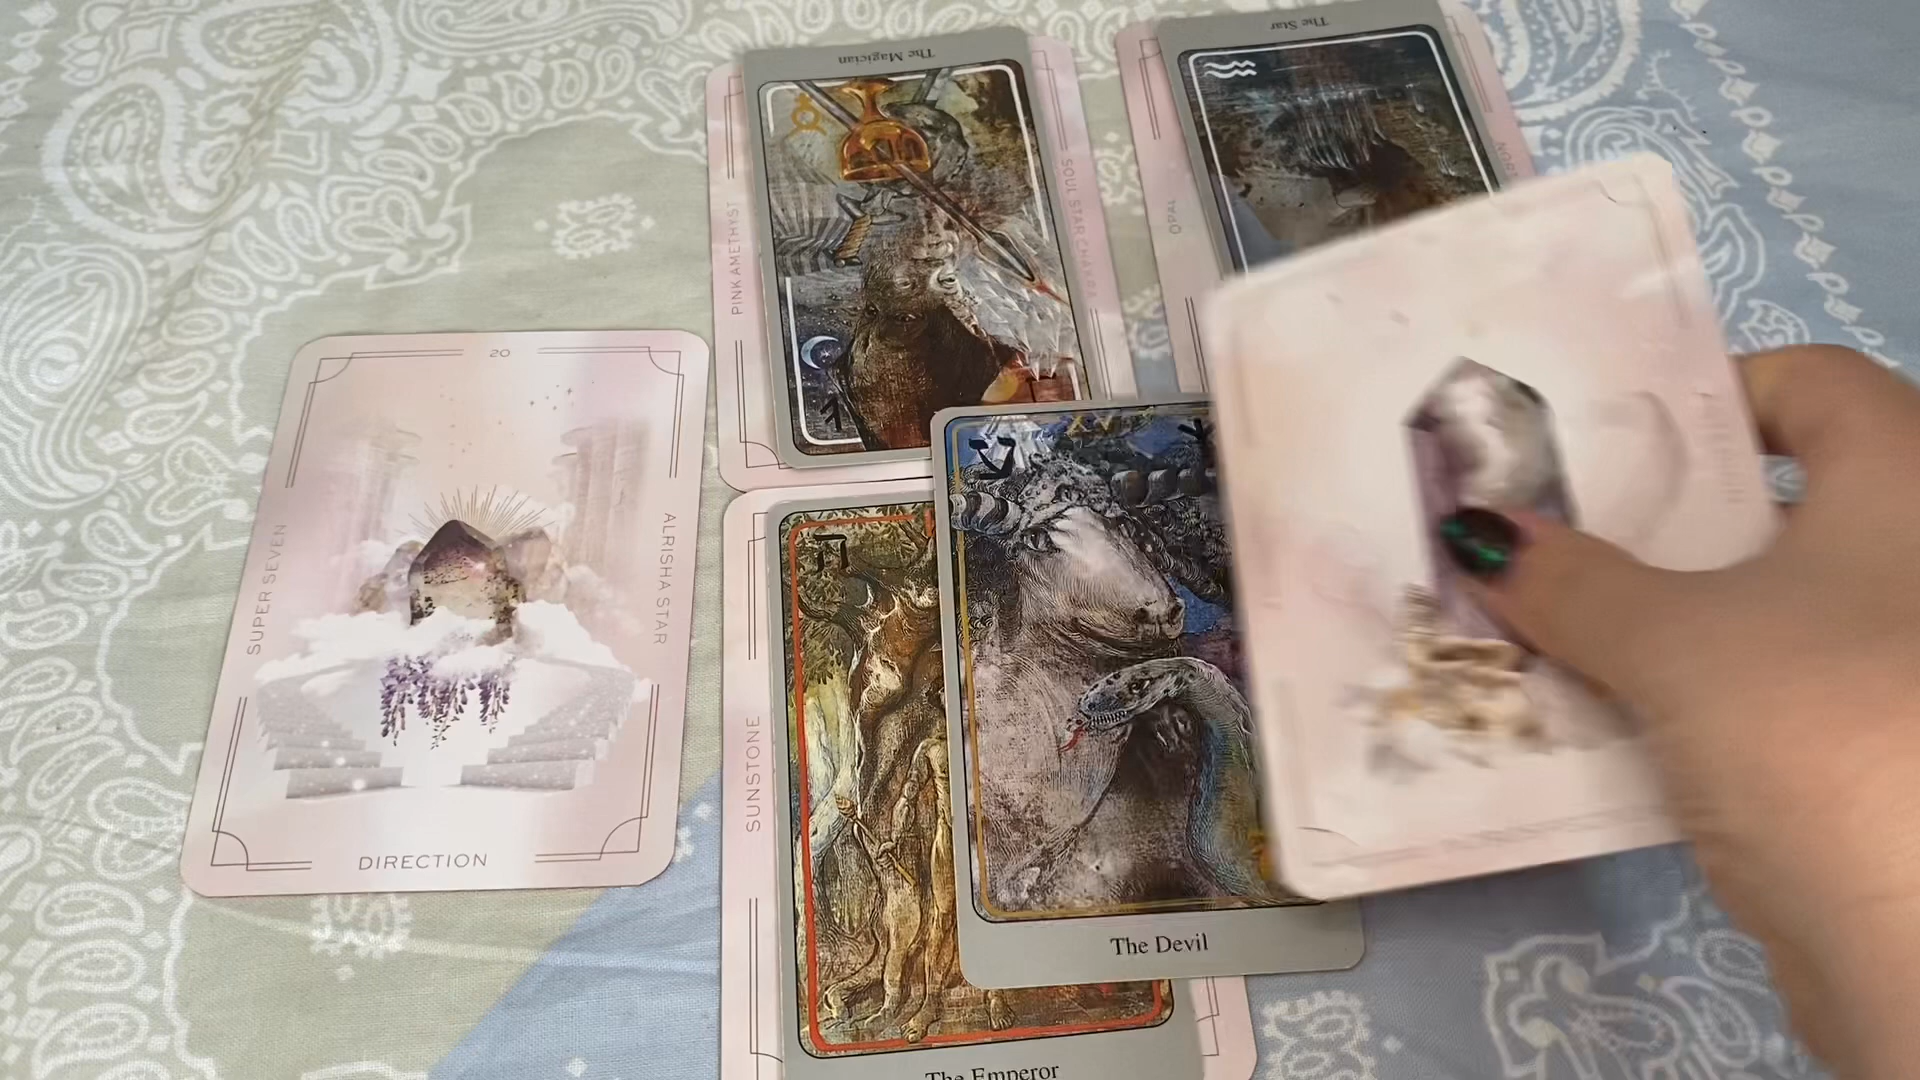 The Magician
The Star
PINK AMETHYST
SOUL STAR CHAKRA
OPAL
20
SUPER SEVEN
ALRISHA STAR
DIRECTION
ה
ע
SUNSTONE
The Devil
The Emperor